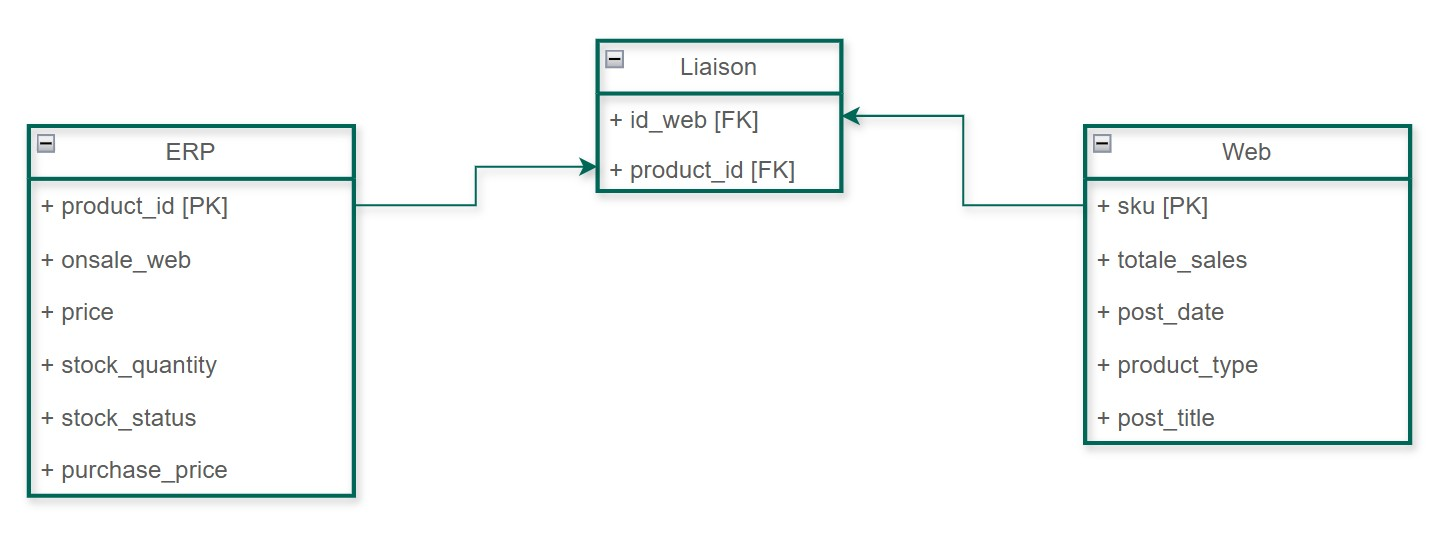 Liaison
+ id_web [FK]
+ product_id [FK]
ERP
+ product_id [PK]
+ onsale_web
+ price
+ stock_quantity
+ stock_status
+ purchase_price
Web
+ sku [PK]
+ totale_sales
+ post_date
+ product_type
+ post_title